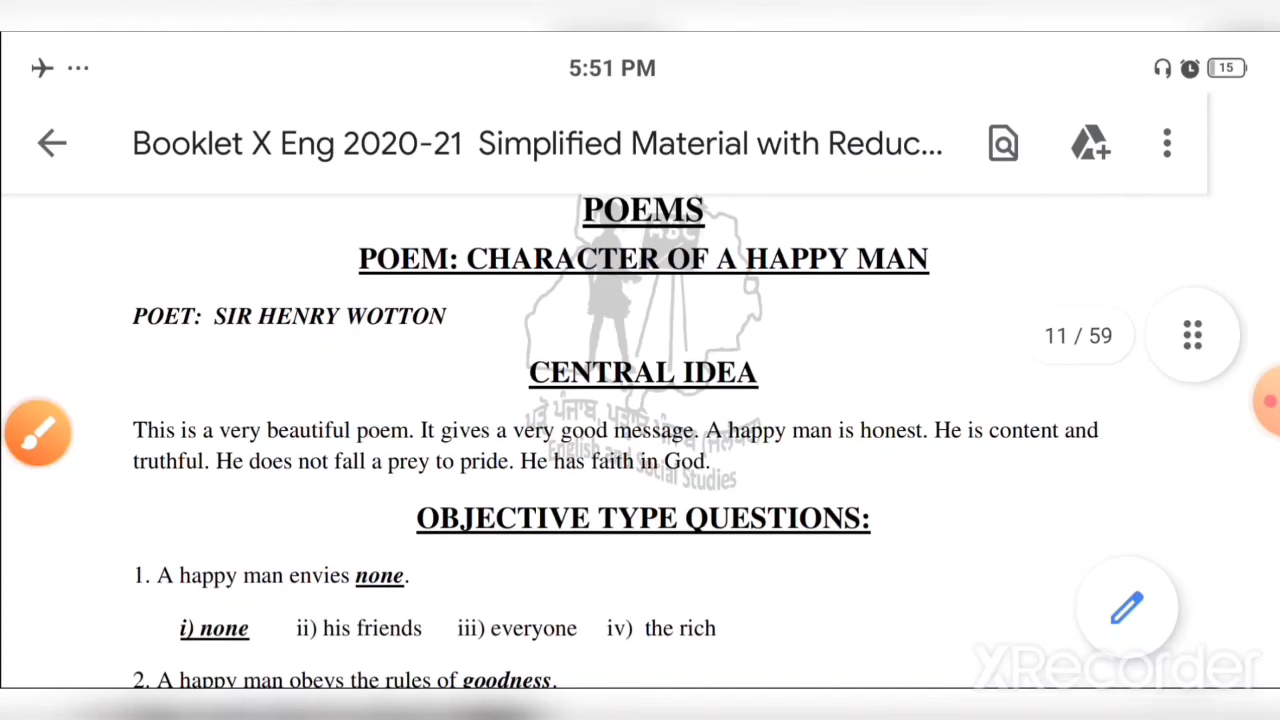 5:51 PM
15
Booklet X Eng 2020-21 Simplified Material with Reduc...
POEMS
POEM: CHARACTER OF A HAPPY MAN
POET: SIR HENRY WOTTON
11 / 59
CENTRAL IDEA
This is a very beautiful poem. It gives a very good message. A happy man is honest. He is content and
truthful. He does not fall a prey to pride. He has faith in God.
English and Social Studies
OBJECTIVE TYPE QUESTIONS:
1. A happy man envies none.
i) none ii) his friends iii) everyone iv) the rich
2. A happy man obeys the rules of goodness.
XRecorder